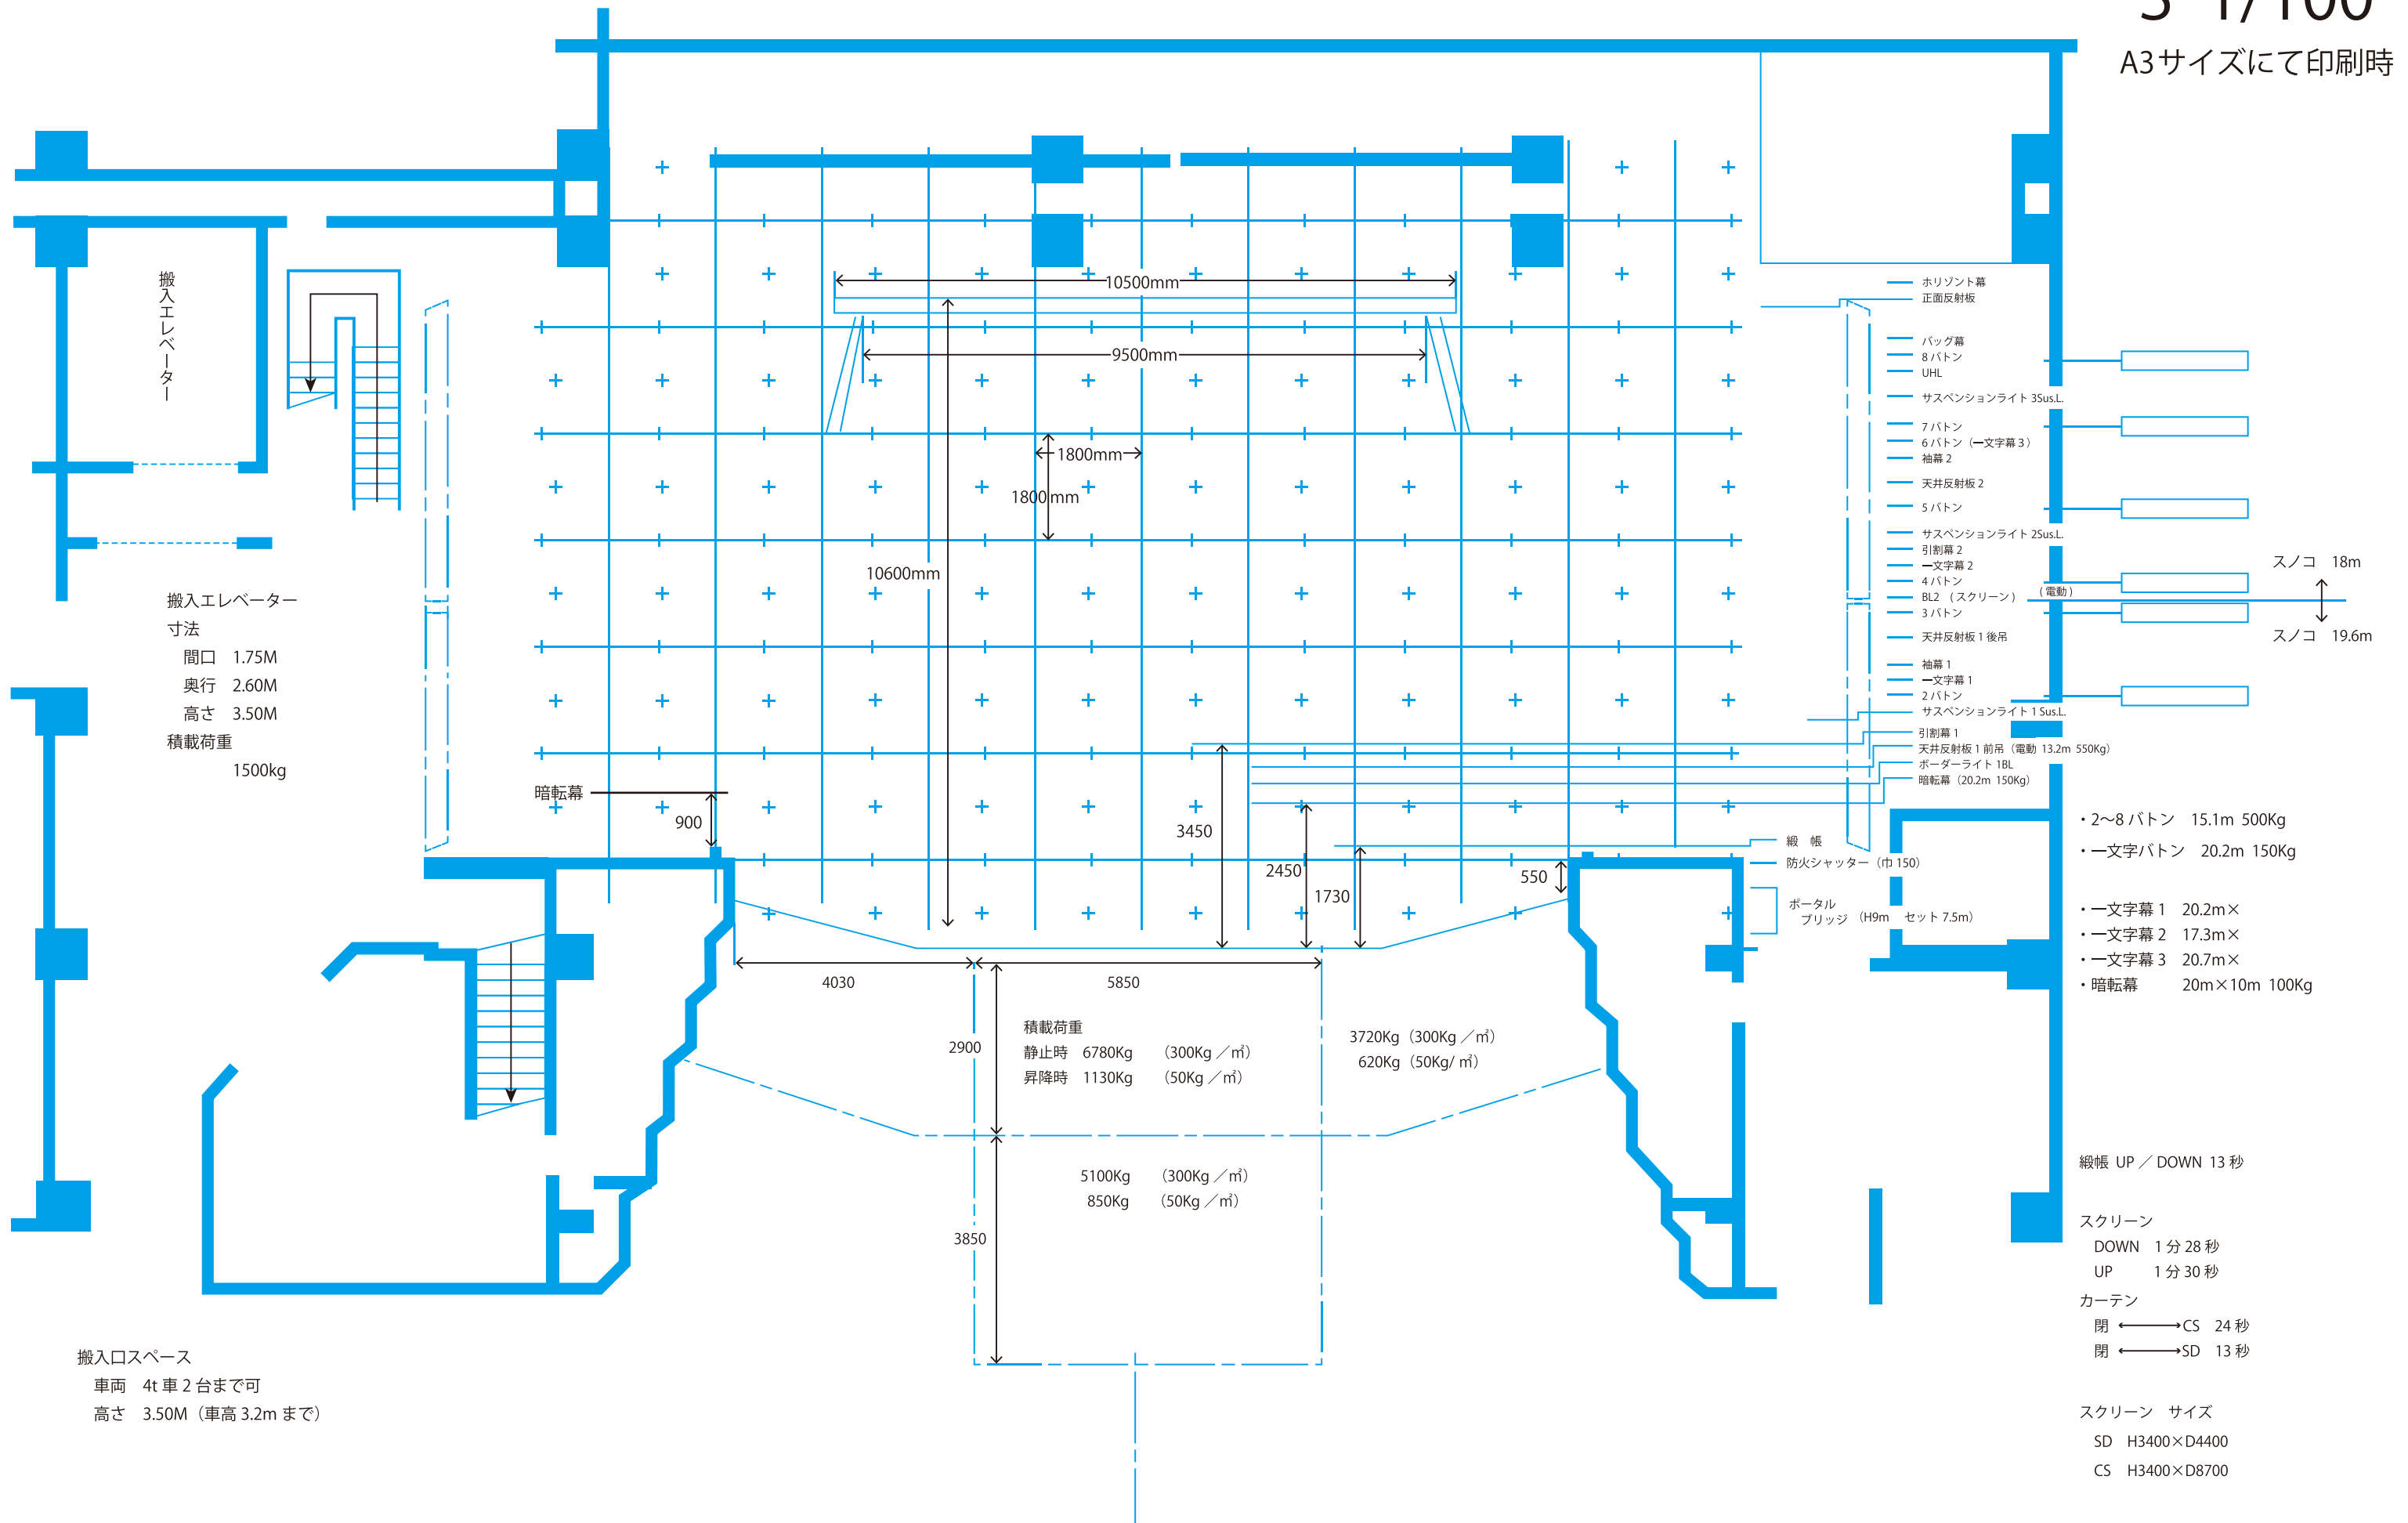 A3サイズにて印刷時
10500mm
9500mm
1800mm
1800mm
10600mm
搬入エレベーター
搬入エレベーター
寸法
間口 1.75M
奥行 2.60M
高さ 3.50M
積載荷重
1500kg
暗転幕
900
3450
2450
1730
550
4030
5850
2900
3850
積載荷重
静止時 6780Kg （300Kg ／㎡）
昇降時 1130Kg （50Kg ／㎡）
3720Kg（300Kg ／㎡）
620Kg（50Kg/ ㎡）
5100Kg （300Kg ／㎡）
850Kg （50Kg ／㎡）
ホリゾント幕
正面反射板
バッグ幕
8 バトン
UHL
サスペンションライト 3Sus.L.
7 バトン
6 バトン（一文字幕 3 ）
袖幕 2
天井反射板 2
5 バトン
サスペンションライト 2Sus.L.
引割幕 2
一文字幕 2
4 バトン
BL2 （ スクリーン ）
（ 電動 ）
3 バトン
天井反射板 1 後吊
袖幕 1
一文字幕 1
2 バトン
サスペンションライト 1 Sus.L.
引割幕 1
天井反射板 1 前吊（電動 13.2m 550Kg）
ボーダーライト 1BL
暗転幕（20.2m 150Kg）
緞 帳
防火シャッター（巾 150）
ポータル
ブリッジ （H9m セット 7.5m）
スノコ 18m
スノコ 19.6m
・2〜8 バトン 15.1m 500Kg
・一文字バトン 20.2m 150Kg
・一文字幕 1 20.2m×
・一文字幕 2 17.3m×
・一文字幕 3 20.7m×
・暗転幕 20m×10m 100Kg
緞帳 UP ／ DOWN 13 秒
スクリーン
DOWN 1 分 28 秒
UP 1 分 30 秒
カーテン
閉 ⟷ CS 24 秒
閉 ⟷ SD 13 秒
スクリーン サイズ
SD H3400×D4400
CS H3400×D8700
搬入口スペース
車両 4t 車 2 台まで可
高さ 3.50M（車高 3.2m まで）